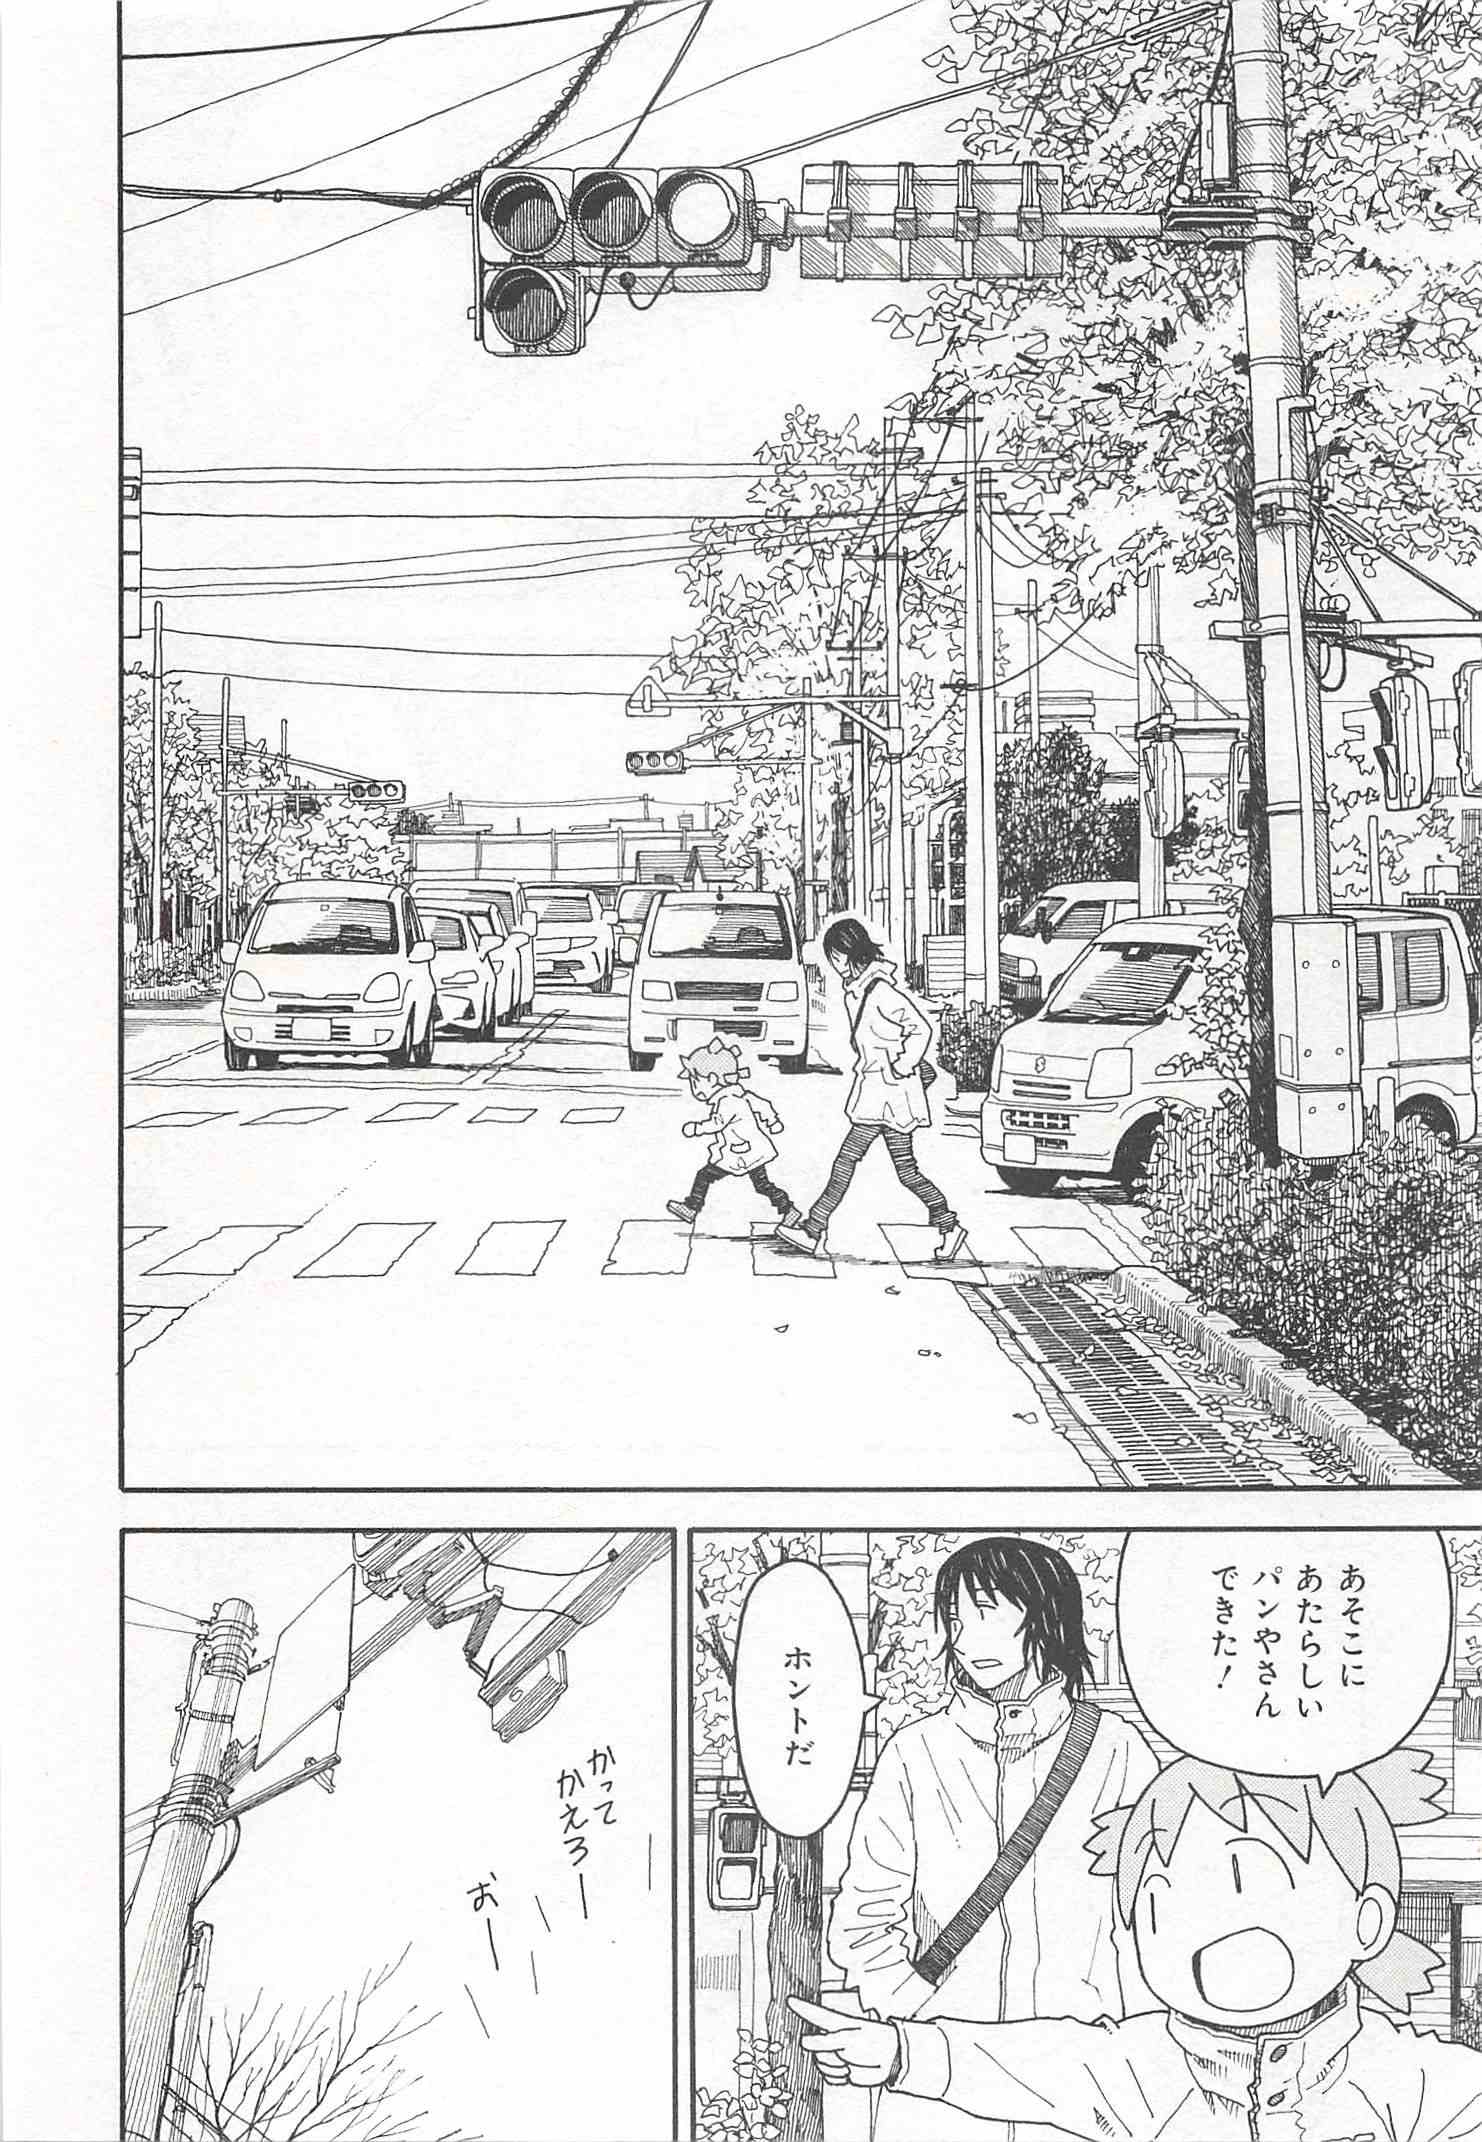 あそこに
あたらしい
パンやさん
できた!
ホントだ
かって
かえろー
おー